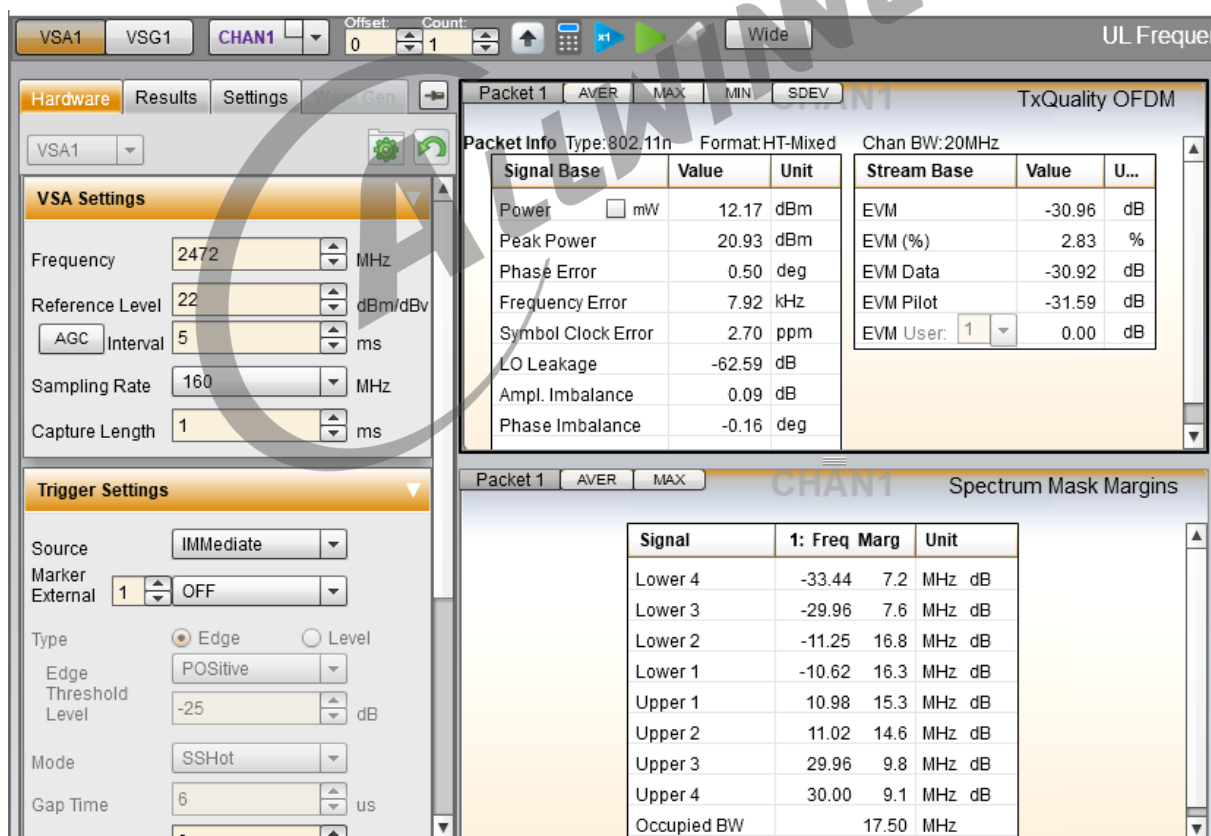 VSA1 VSG1 CHAN1 Offset: 0 Count: 1 x1 Wide UL Freque
Hardware Results Settings Wave Gen
VSA1
VSA Settings
Frequency 2472 MHz
Reference Level 22 dBm/dBv
AGC Interval 5 ms
Sampling Rate 160 MHz
Capture Length 1 ms
Trigger Settings
Source IMMediate
Marker
External 1 OFF
Type Edge Level
Edge POSitive
Threshold
Level -25 dB
Mode SSHot
Gap Time 6 us
Packet 1 AVER MAX MIN SDEV CHAN1 TxQuality OFDM
Packet Info Type:802.11n Format:HT-Mixed Chan BW:20MHz
Signal Base Value Unit
Power mW 12.17 dBm
Peak Power 20.93 dBm
Phase Error 0.50 deg
Frequency Error 7.92 kHz
Symbol Clock Error 2.70 ppm
LO Leakage -62.59 dB
Ampl. Imbalance 0.09 dB
Phase Imbalance -0.16 deg
Stream Base Value U...
EVM -30.96 dB
EVM (%) 2.83 %
EVM Data -30.92 dB
EVM Pilot -31.59 dB
EVM User: 1 0.00 dB
Packet 1 AVER MAX CHAN1 Spectrum Mask Margins
Signal 1: Freq Marg Unit
Lower 4 -33.44 7.2 MHz dB
Lower 3 -29.96 7.6 MHz dB
Lower 2 -11.25 16.8 MHz dB
Lower 1 -10.62 16.3 MHz dB
Upper 1 10.98 15.3 MHz dB
Upper 2 11.02 14.6 MHz dB
Upper 3 29.96 9.8 MHz dB
Upper 4 30.00 9.1 MHz dB
Occupied BW 17.50 MHz
ALLWINE